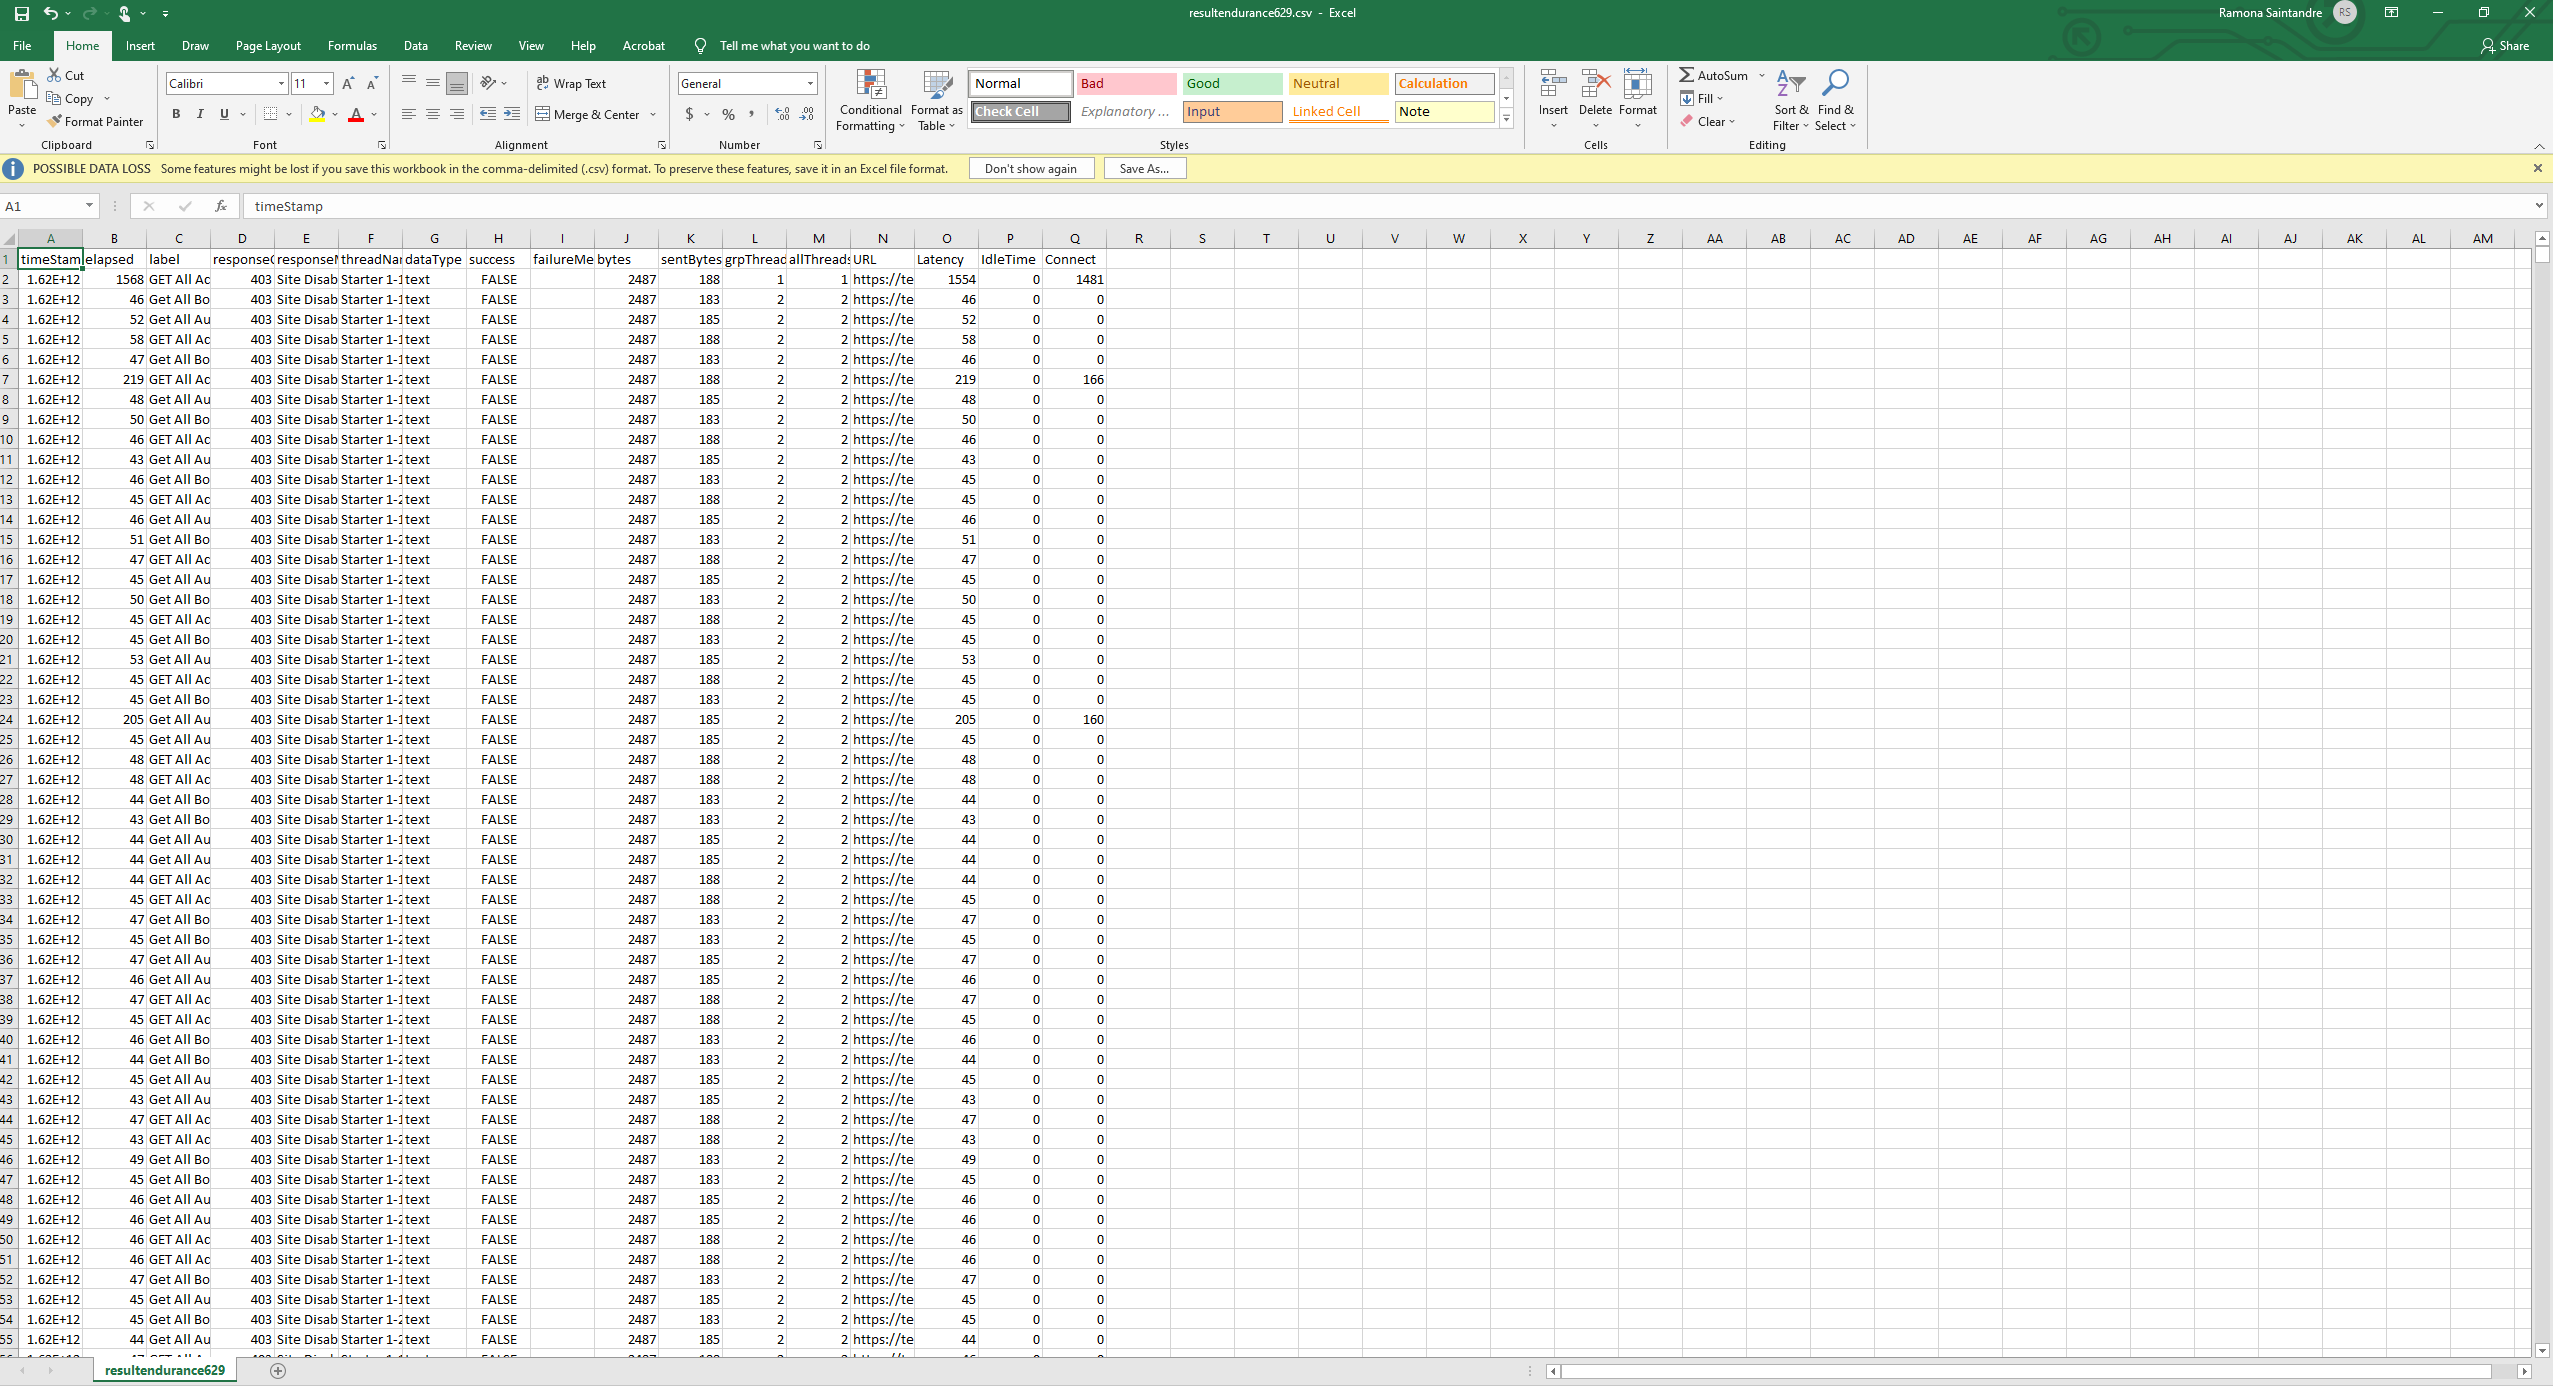 resultendurance629.csv - Excel
Ramona Saintandre RS
File Home Insert Draw Page Layout Formulas Data Review View Help Acrobat Tell me what you want to do Share
Paste Cut Copy Format Painter Clipboard
Calibri 11 B I U A Font
ab Wrap Text Merge & Center Alignment
General $ % Number
Conditional Formatting Format as Table
Normal Bad Good Neutral Calculation
Check Cell Explanatory ... Input Linked Cell Note
Styles
Insert Delete Format Cells
AutoSum Fill Clear Sort & Filter Find & Select Editing
POSSIBLE DATA LOSS Some features might be lost if you save this workbook in the comma-delimited (.csv) format. To preserve these features, save it in an Excel file format. Don't show again Save As...
A1 fx timeStamp
A B C D E F G H I J K L M N O P Q R S T U V W X Y Z AA AB AC AD AE AF AG AH AI AJ AK AL AM
1 timeStam elapsed label response responseM threadNa dataType success failureMe bytes sentBytes grpThread allThreads URL Latency IdleTime Connect
2 1.62E+12 1568 GET All Ac 403 Site Disab Starter 1-1 text FALSE 2487 188 1 1 https://te 1554 0 1481
3 1.62E+12 46 Get All Bo 403 Site Disab Starter 1-1 text FALSE 2487 183 2 2 https://te 46 0 0
4 1.62E+12 52 Get All Au 403 Site Disab Starter 1-1 text FALSE 2487 185 2 2 https://te 52 0 0
5 1.62E+12 58 GET All Ac 403 Site Disab Starter 1-1 text FALSE 2487 188 2 2 https://te 58 0 0
6 1.62E+12 47 Get All Bo 403 Site Disab Starter 1-1 text FALSE 2487 183 2 2 https://te 46 0 0
7 1.62E+12 219 GET All Ac 403 Site Disab Starter 1-2 text FALSE 2487 188 2 2 https://te 219 0 166
8 1.62E+12 48 Get All Au 403 Site Disab Starter 1-1 text FALSE 2487 185 2 2 https://te 48 0 0
9 1.62E+12 50 Get All Bo 403 Site Disab Starter 1-2 text FALSE 2487 183 2 2 https://te 50 0 0
10 1.62E+12 46 GET All Ac 403 Site Disab Starter 1-1 text FALSE 2487 188 2 2 https://te 46 0 0
11 1.62E+12 43 Get All Au 403 Site Disab Starter 1-2 text FALSE 2487 185 2 2 https://te 43 0 0
12 1.62E+12 46 Get All Bo 403 Site Disab Starter 1-1 text FALSE 2487 183 2 2 https://te 45 0 0
13 1.62E+12 45 GET All Ac 403 Site Disab Starter 1-2 text FALSE 2487 188 2 2 https://te 45 0 0
14 1.62E+12 46 Get All Au 403 Site Disab Starter 1-1 text FALSE 2487 185 2 2 https://te 46 0 0
15 1.62E+12 51 Get All Bo 403 Site Disab Starter 1-2 text FALSE 2487 183 2 2 https://te 51 0 0
16 1.62E+12 47 GET All Ac 403 Site Disab Starter 1-1 text FALSE 2487 188 2 2 https://te 47 0 0
17 1.62E+12 45 Get All Au 403 Site Disab Starter 1-2 text FALSE 2487 185 2 2 https://te 45 0 0
18 1.62E+12 50 Get All Bo 403 Site Disab Starter 1-1 text FALSE 2487 183 2 2 https://te 50 0 0
19 1.62E+12 45 GET All Ac 403 Site Disab Starter 1-2 text FALSE 2487 188 2 2 https://te 45 0 0
20 1.62E+12 45 Get All Bo 403 Site Disab Starter 1-2 text FALSE 2487 183 2 2 https://te 45 0 0
21 1.62E+12 53 Get All Au 403 Site Disab Starter 1-2 text FALSE 2487 185 2 2 https://te 53 0 0
22 1.62E+12 45 GET All Ac 403 Site Disab Starter 1-2 text FALSE 2487 188 2 2 https://te 45 0 0
23 1.62E+12 45 Get All Bo 403 Site Disab Starter 1-2 text FALSE 2487 183 2 2 https://te 45 0 0
24 1.62E+12 205 Get All Au 403 Site Disab Starter 1-1 text FALSE 2487 185 2 2 https://te 205 0 160
25 1.62E+12 45 Get All Au 403 Site Disab Starter 1-2 text FALSE 2487 185 2 2 https://te 45 0 0
26 1.62E+12 48 GET All Ac 403 Site Disab Starter 1-1 text FALSE 2487 188 2 2 https://te 48 0 0
27 1.62E+12 48 GET All Ac 403 Site Disab Starter 1-2 text FALSE 2487 188 2 2 https://te 48 0 0
28 1.62E+12 44 Get All Bo 403 Site Disab Starter 1-1 text FALSE 2487 183 2 2 https://te 44 0 0
29 1.62E+12 43 Get All Bo 403 Site Disab Starter 1-2 text FALSE 2487 183 2 2 https://te 43 0 0
30 1.62E+12 44 Get All Au 403 Site Disab Starter 1-1 text FALSE 2487 185 2 2 https://te 44 0 0
31 1.62E+12 44 Get All Au 403 Site Disab Starter 1-2 text FALSE 2487 185 2 2 https://te 44 0 0
32 1.62E+12 44 GET All Ac 403 Site Disab Starter 1-1 text FALSE 2487 188 2 2 https://te 44 0 0
33 1.62E+12 45 GET All Ac 403 Site Disab Starter 1-2 text FALSE 2487 188 2 2 https://te 45 0 0
34 1.62E+12 47 Get All Bo 403 Site Disab Starter 1-1 text FALSE 2487 183 2 2 https://te 47 0 0
35 1.62E+12 45 Get All Bo 403 Site Disab Starter 1-2 text FALSE 2487 183 2 2 https://te 45 0 0
36 1.62E+12 47 Get All Au 403 Site Disab Starter 1-1 text FALSE 2487 185 2 2 https://te 47 0 0
37 1.62E+12 46 Get All Au 403 Site Disab Starter 1-2 text FALSE 2487 185 2 2 https://te 46 0 0
38 1.62E+12 47 GET All Ac 403 Site Disab Starter 1-1 text FALSE 2487 188 2 2 https://te 47 0 0
39 1.62E+12 45 GET All Ac 403 Site Disab Starter 1-2 text FALSE 2487 188 2 2 https://te 45 0 0
40 1.62E+12 46 Get All Bo 403 Site Disab Starter 1-1 text FALSE 2487 183 2 2 https://te 46 0 0
41 1.62E+12 44 Get All Bo 403 Site Disab Starter 1-2 text FALSE 2487 183 2 2 https://te 44 0 0
42 1.62E+12 45 Get All Au 403 Site Disab Starter 1-1 text FALSE 2487 185 2 2 https://te 45 0 0
43 1.62E+12 43 Get All Au 403 Site Disab Starter 1-2 text FALSE 2487 185 2 2 https://te 43 0 0
44 1.62E+12 47 GET All Ac 403 Site Disab Starter 1-1 text FALSE 2487 188 2 2 https://te 47 0 0
45 1.62E+12 43 GET All Ac 403 Site Disab Starter 1-2 text FALSE 2487 188 2 2 https://te 43 0 0
46 1.62E+12 49 Get All Bo 403 Site Disab Starter 1-1 text FALSE 2487 183 2 2 https://te 49 0 0
47 1.62E+12 45 Get All Bo 403 Site Disab Starter 1-2 text FALSE 2487 183 2 2 https://te 45 0 0
48 1.62E+12 46 Get All Au 403 Site Disab Starter 1-1 text FALSE 2487 185 2 2 https://te 46 0 0
49 1.62E+12 46 Get All Au 403 Site Disab Starter 1-2 text FALSE 2487 185 2 2 https://te 46 0 0
50 1.62E+12 46 GET All Ac 403 Site Disab Starter 1-1 text FALSE 2487 188 2 2 https://te 46 0 0
51 1.62E+12 46 GET All Ac 403 Site Disab Starter 1-2 text FALSE 2487 188 2 2 https://te 46 0 0
52 1.62E+12 47 Get All Bo 403 Site Disab Starter 1-1 text FALSE 2487 183 2 2 https://te 47 0 0
53 1.62E+12 45 Get All Au 403 Site Disab Starter 1-1 text FALSE 2487 185 2 2 https://te 45 0 0
54 1.62E+12 45 Get All Bo 403 Site Disab Starter 1-2 text FALSE 2487 183 2 2 https://te 45 0 0
55 1.62E+12 44 Get All Au 403 Site Disab Starter 1-2 text FALSE 2487 185 2 2 https://te 44 0 0
resultendurance629